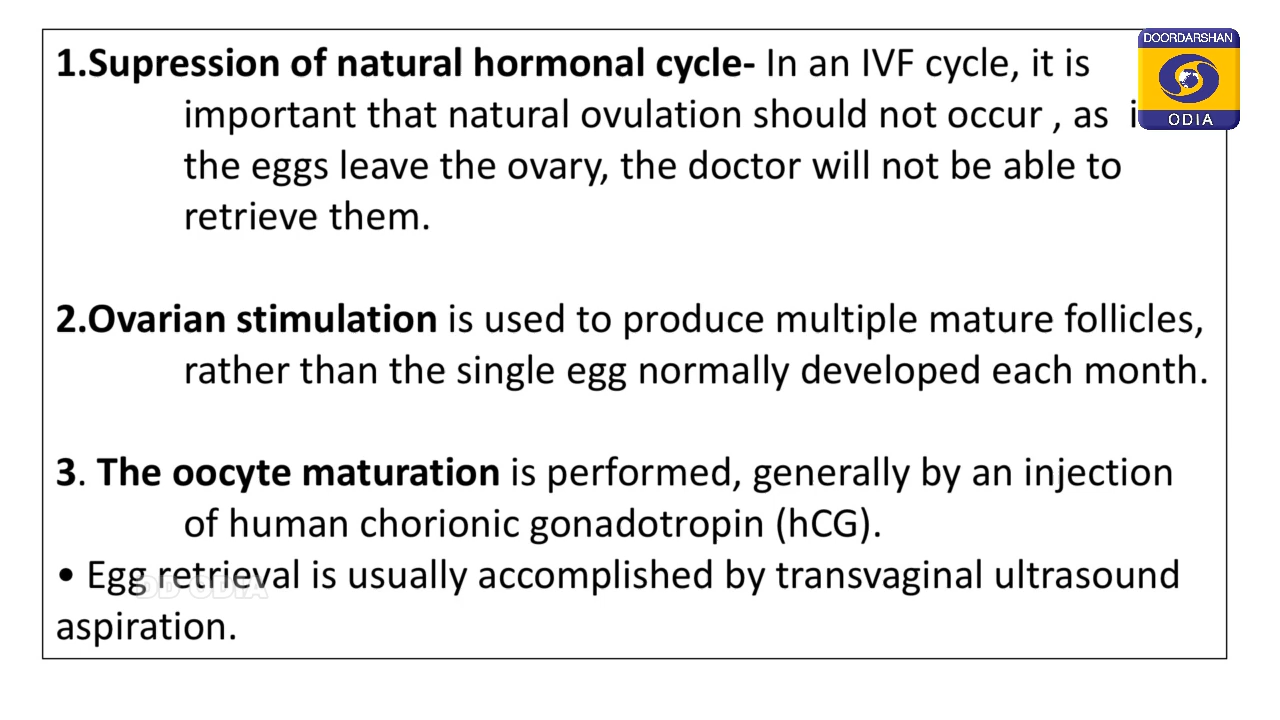 1.Supression of natural hormonal cycle- In an IVF cycle, it is
important that natural ovulation should not occur , as
the eggs leave the ovary, the doctor will not be able to
retrieve them.
2.Ovarian stimulation is used to produce multiple mature follicles,
rather than the single egg normally developed each month.
3. The oocyte maturation is performed, generally by an injection
of human chorionic gonadotropin (hCG).
• Egg retrieval is usually accomplished by transvaginal ultrasound
aspiration.
DOORDARSHAN
ODIA
DD ODIA